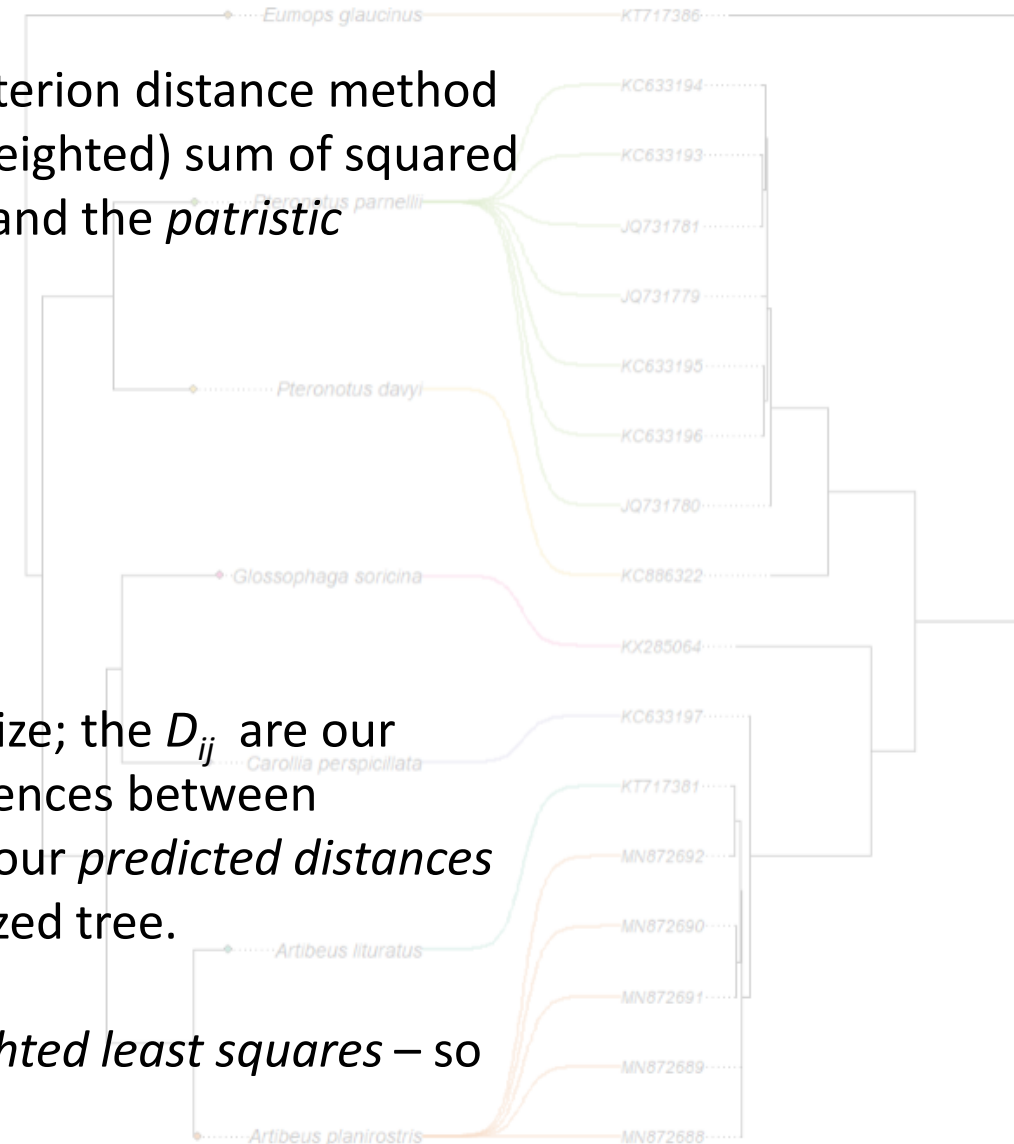 Eumops glaucinus KT717386
terion distance method
KC633194
eighted) sum of squared
KC633193
Pteronotus parnellii
and the patristic
JQ731781
JQ731779
KC633195
Pteronotus davyi
KC633196
JQ731780
Glossophaga soricina KC886322
KX285064
ize; the Dij are our
KC633197
Carollia perspicillata
ences between
KT717381
our predicted distances
MN872692
zed tree.
MN872690
Artibeus lituratus
MN872691
hted least squares – so
MN872689
Artibeus planirostris MN872688